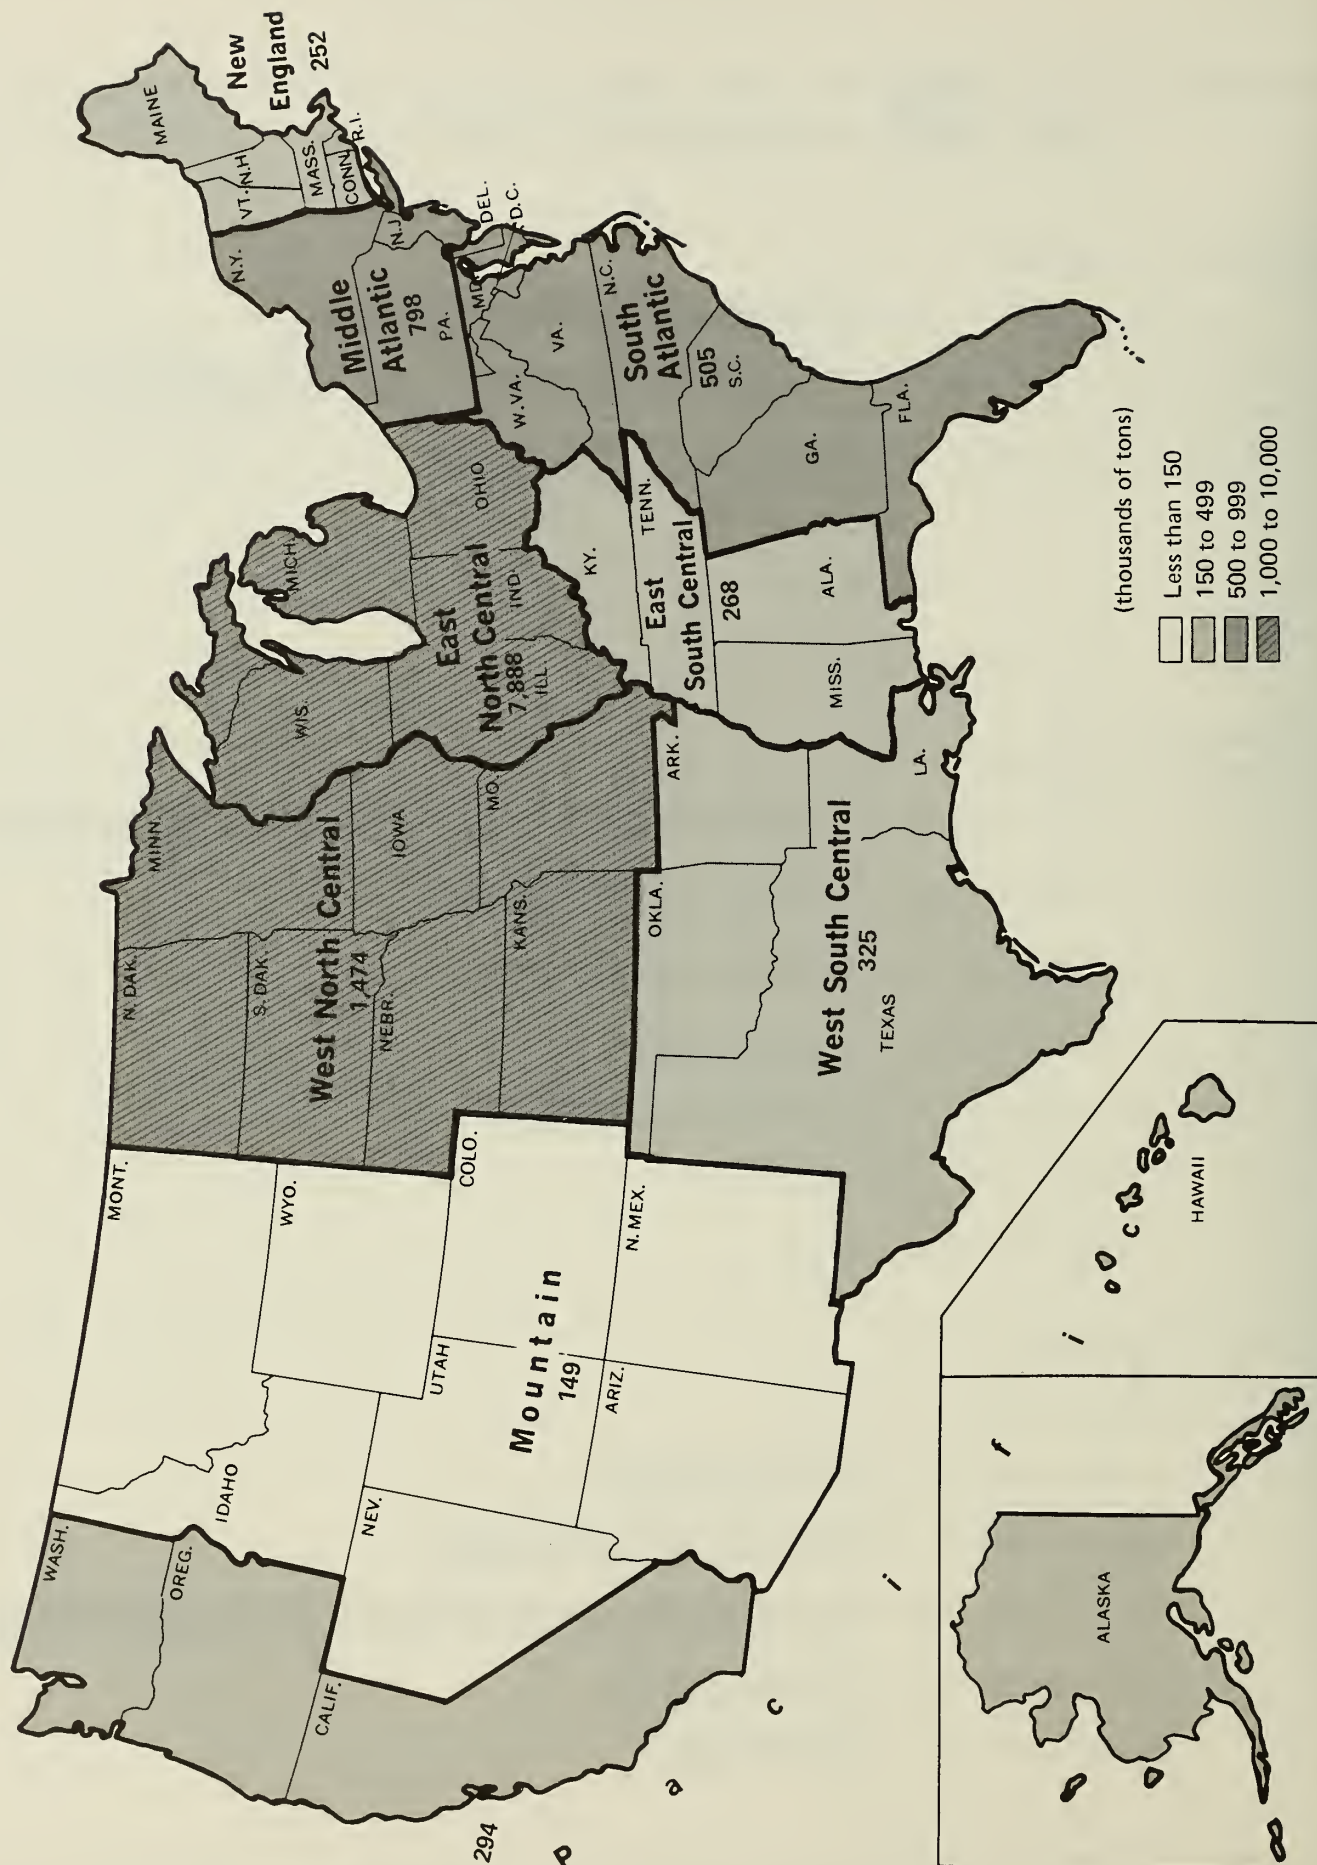 WASH.
OREG.
CALIF.
294
P a c i f i c
MONT.
IDAHO
WYO.
NEV.
UTAH
COLO.
Mountain
149
ARIZ.
N. MEX.
N. DAK.
MINN.
S. DAK.
West North Central
1,474
NEBR.
IOWA
KANS.
MO.
WIS.
MICH.
East
North Central
7,888
ILL.
IND.
OHIO
OKLA.
ARK.
West South Central
325
TEXAS
LA.
KY.
TENN.
East
South Central
268
MISS.
ALA.
N.Y.
Middle
Atlantic
798
PA.
N.J.
MAINE
VT.
N.H.
MASS.
CONN.
R.I.
New
England
252
DEL.
D.C.
MD.
W. VA.
VA.
N.C.
South
Atlantic
505
S.C.
GA.
FLA.
ALASKA
HAWAII
(thousands of tons)
Less than 150
150 to 499
500 to 999
1,000 to 10,000